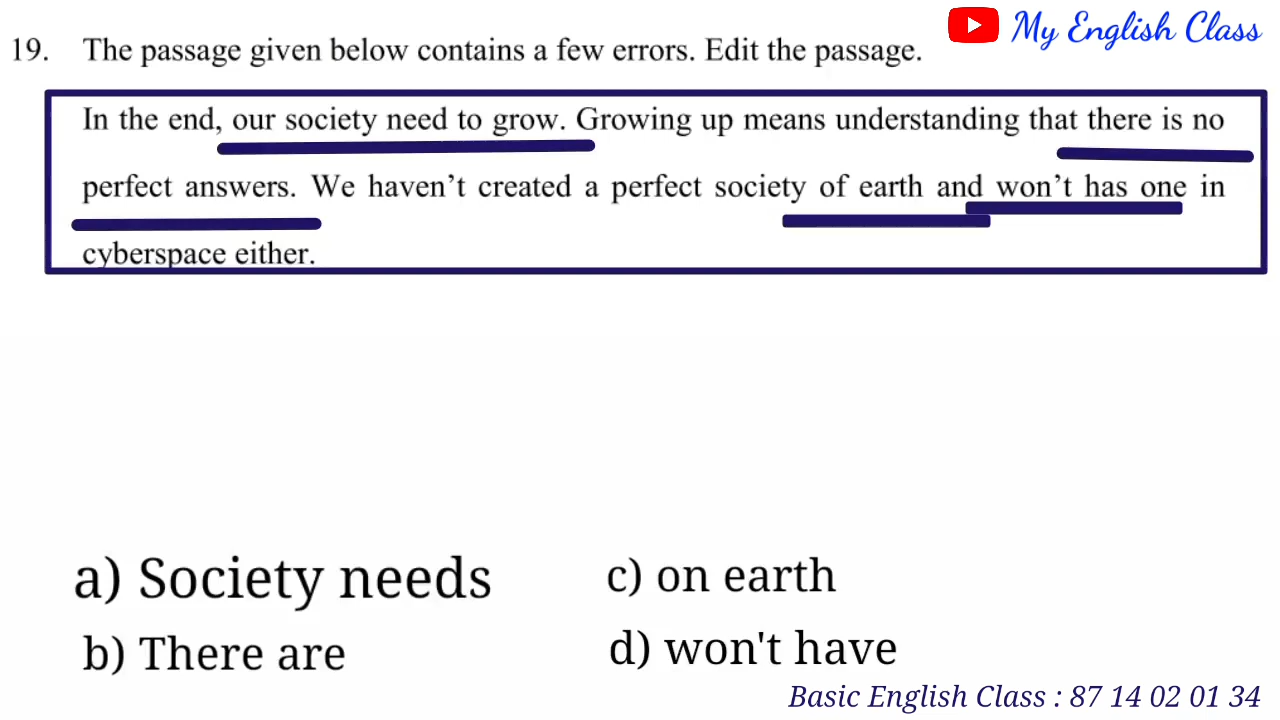 My English Class
19. The passage given below contains a few errors. Edit the passage.
In the end, our society need to grow. Growing up means understanding that there is no
perfect answers. We haven't created a perfect society of earth and won't has one in
cyberspace either.
a) Society needs
b) There are
c) on earth
d) won't have
Basic English Class : 87 14 02 01 34